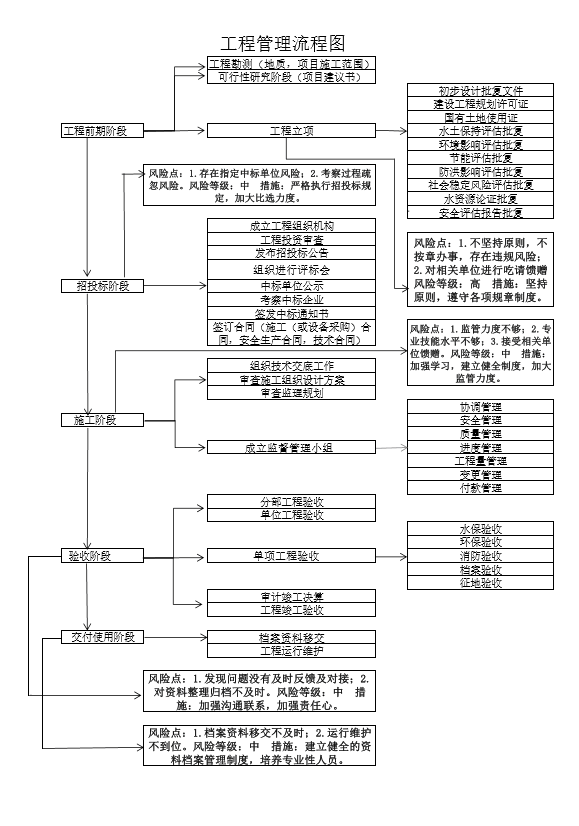 工程管理流程图
工程勘测（地质，项目施工范围）
可行性研究阶段（项目建议书）
初步设计批复文件
建设工程规划许可证
国有土地使用证
工程前期阶段
工程立项
水土保持评估批复
环境影响评估批复
节能评估批复
防洪影响评估批复
社会稳定风险评估批复
水资源论证批复
安全评估报告批复
风险点：1.存在指定中标单位风险；2.考察过程疏
忽风险。风险等级：中　措施：严格执行招投标规
定，加大比选力度。
成立工程组织机构
工程投资审查
发布招投标公告
组织进行评标会
招投标阶段
中标单位公示
考察中标企业
签发中标通知书
签订合同（施工（或设备采购）合
同，安全生产合同，技术合同）
风险点：1.不坚持原则，不
按章办事，存在违规风险；
2.对相关单位进行吃请馈赠
风险等级：高　措施：坚持
原则，遵守各项规章制度。
风险点：1.监管力度不够；2.专
业技能水平不够；3.接受相关单
位馈赠。风险等级：中　措施：
加强学习，建立健全制度，加大
监管力度。
组织技术交底工作
审查施工组织设计方案
审查监理规划
施工阶段
成立监督管理小组
协调管理
安全管理
质量管理
进度管理
工程量管理
变更管理
付款管理
分部工程验收
单位工程验收
验收阶段
单项工程验收
水保验收
环保验收
消防验收
档案验收
征地验收
审计竣工决算
工程竣工验收
交付使用阶段
档案资料移交
工程运行维护
风险点：1.发现问题没有及时反馈及对接；2.
对资料整理归档不及时。风险等级：中　措
施：加强沟通联系，加强责任心。
风险点：1.档案资料移交不及时；2.运行维护
不到位。风险等级：中　措施：建立健全的资
料档案管理制度，培养专业性人员。